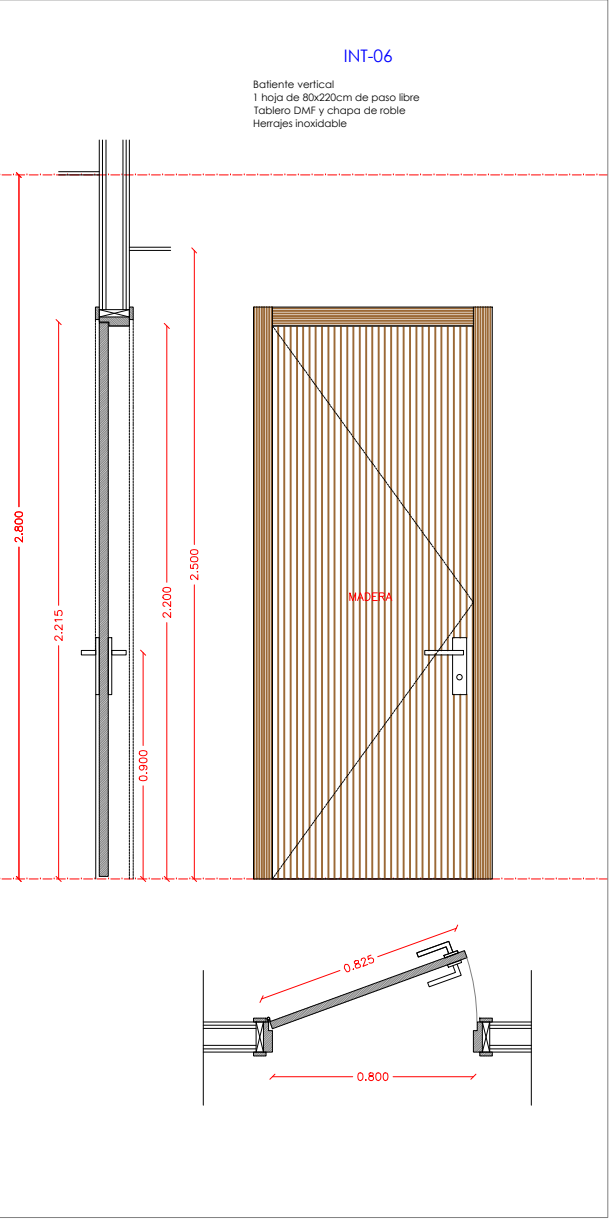 INT-06
Batiente vertical
1 hoja de 80x220cm de paso libre
Tablero DMF y chapa de roble
Herrajes inoxidable
2.800
2.215
0.900
2.200
2.500
MADERA
0.825
0.800